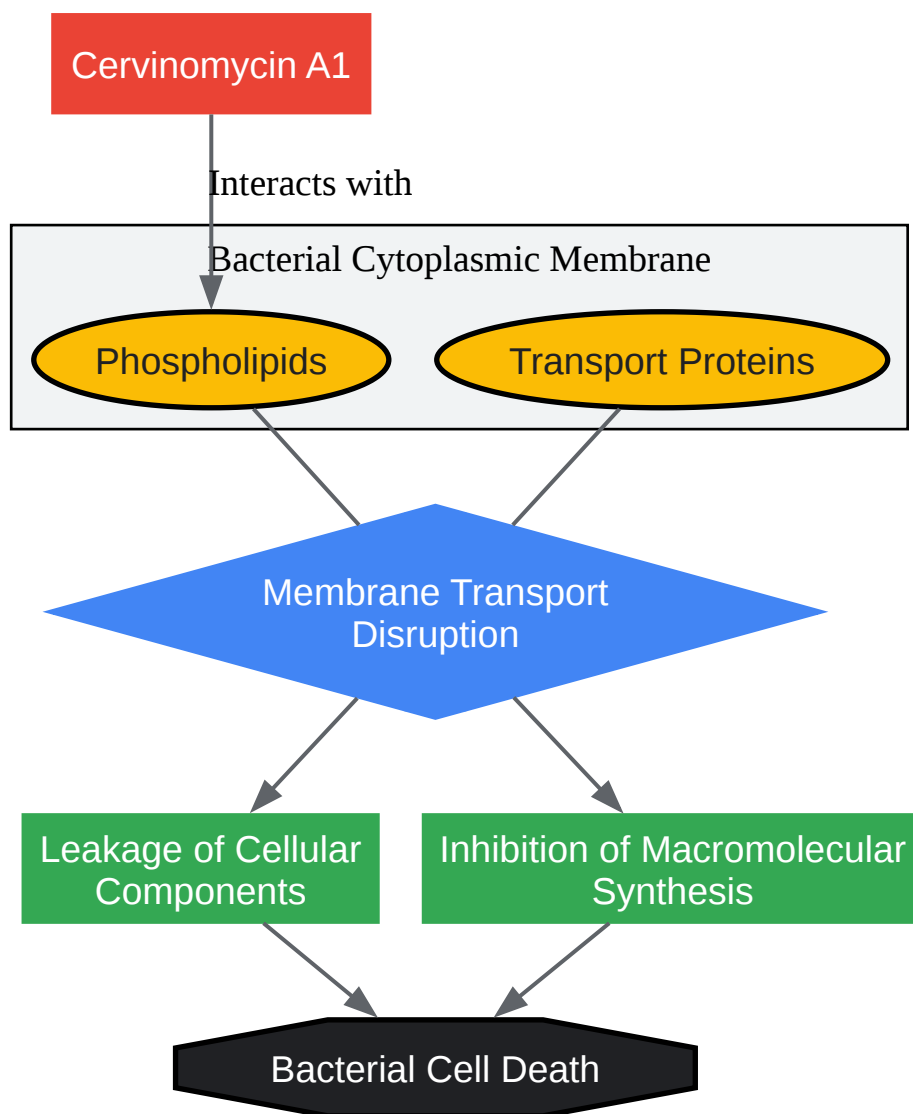 Cervinomycin A1
Interacts with
Bacterial Cytoplasmic Membrane
Phospholipids
Transport Proteins
Membrane Transport
Disruption
Leakage of Cellular
Components
Inhibition of Macromolecular
Synthesis
Bacterial Cell Death